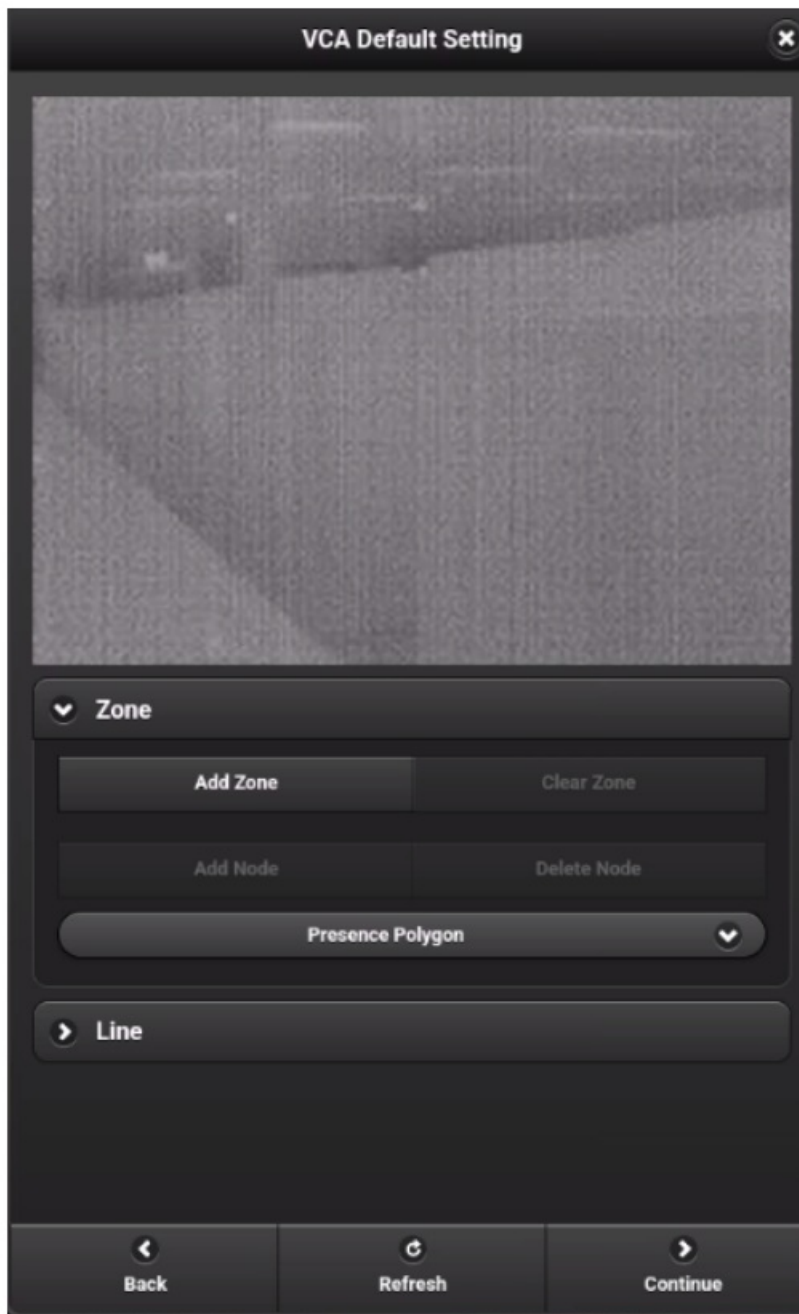 VCA Default Setting
Zone
Add Zone
Clear Zone
Add Node
Delete Node
Presence Polygon
Line
Back
Refresh
Continue